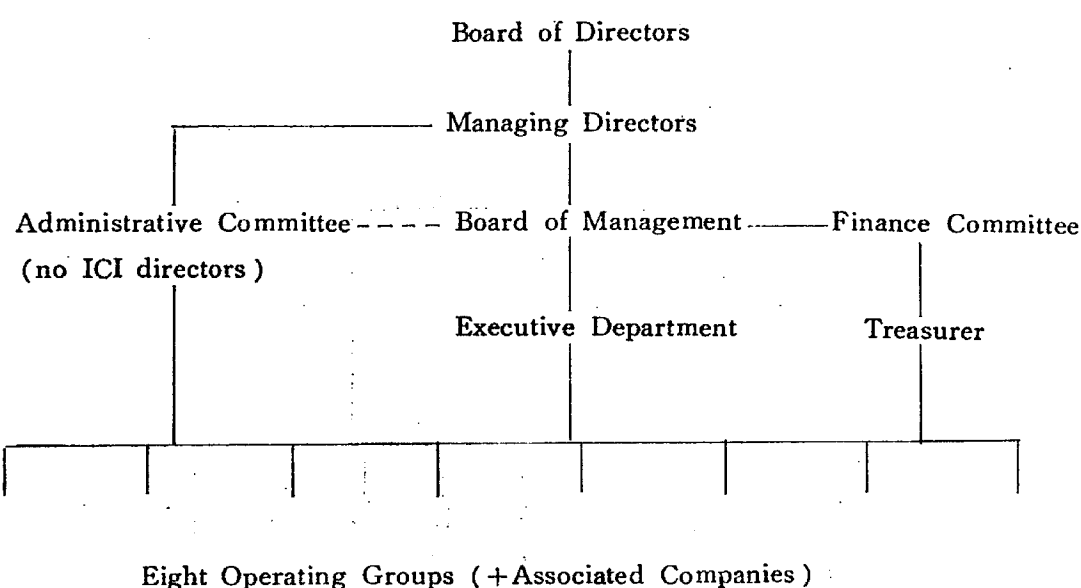 Board of Directors
Managing Directors
Administrative Committee Board of Management Finance Committee
(no ICI directors)
Executive Department Treasurer
Eight Operating Groups (+Associated Companies)